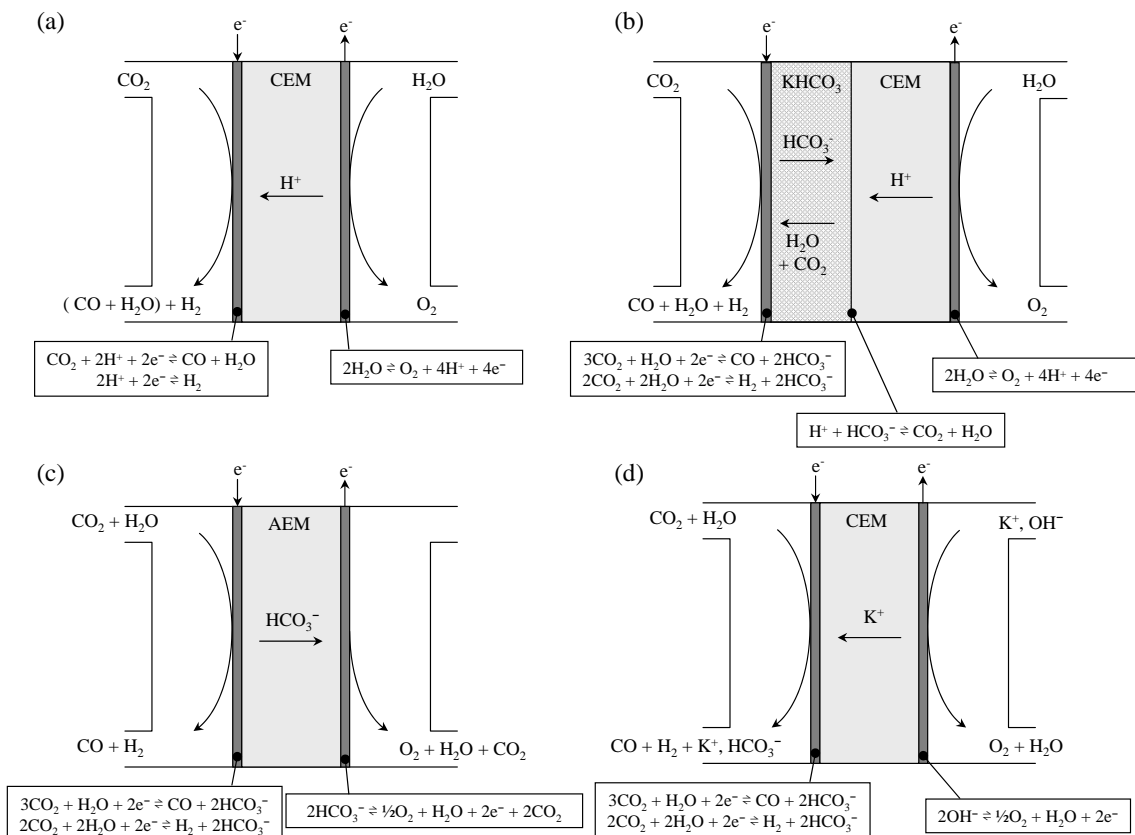 (a)
e⁻
e⁻
CO₂
CEM
H₂O
H⁺
( CO + H₂O) + H₂
O₂
CO₂ + 2H⁺ + 2e⁻ ⇌ CO + H₂O
2H⁺ + 2e⁻ ⇌ H₂
2H₂O ⇌ O₂ + 4H⁺ + 4e⁻
(b)
e⁻
e⁻
CO₂
KHCO₃
CEM
H₂O
HCO₃⁻
H⁺
H₂O
+ CO₂
CO + H₂O + H₂
O₂
3CO₂ + H₂O + 2e⁻ ⇌ CO + 2HCO₃⁻
2CO₂ + 2H₂O + 2e⁻ ⇌ H₂ + 2HCO₃⁻
2H₂O ⇌ O₂ + 4H⁺ + 4e⁻
H⁺ + HCO₃⁻ ⇌ CO₂ + H₂O
(c)
e⁻
e⁻
CO₂ + H₂O
AEM
HCO₃⁻
CO + H₂
O₂ + H₂O + CO₂
3CO₂ + H₂O + 2e⁻ ⇌ CO + 2HCO₃⁻
2CO₂ + 2H₂O + 2e⁻ ⇌ H₂ + 2HCO₃⁻
2HCO₃⁻ ⇌ ½O₂ + H₂O + 2e⁻ + 2CO₂
(d)
e⁻
e⁻
CO₂ + H₂O
CEM
K⁺, OH⁻
K⁺
CO + H₂ + K⁺, HCO₃⁻
O₂ + H₂O
3CO₂ + H₂O + 2e⁻ ⇌ CO + 2HCO₃⁻
2CO₂ + 2H₂O + 2e⁻ ⇌ H₂ + 2HCO₃⁻
2OH⁻ ⇌ ½O₂ + H₂O + 2e⁻